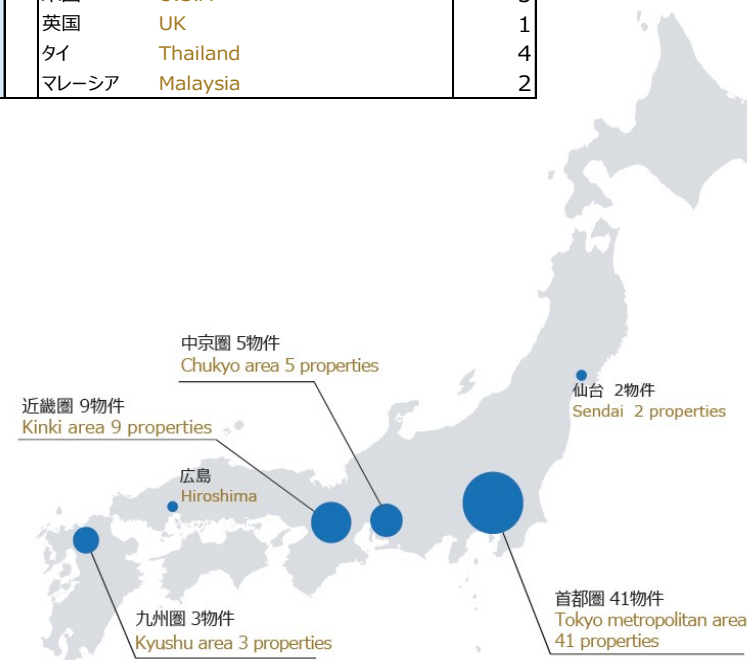 英国 UK 1
タイ Thailand 4
マレーシア Malaysia 2
中京圏 5物件
Chukyo area 5 properties
近畿圏 9物件
Kinki area 9 properties
仙台 2物件
Sendai 2 properties
広島
Hiroshima
九州圏 3物件
Kyushu area 3 properties
首都圏 41物件
Tokyo metropolitan area
41 properties